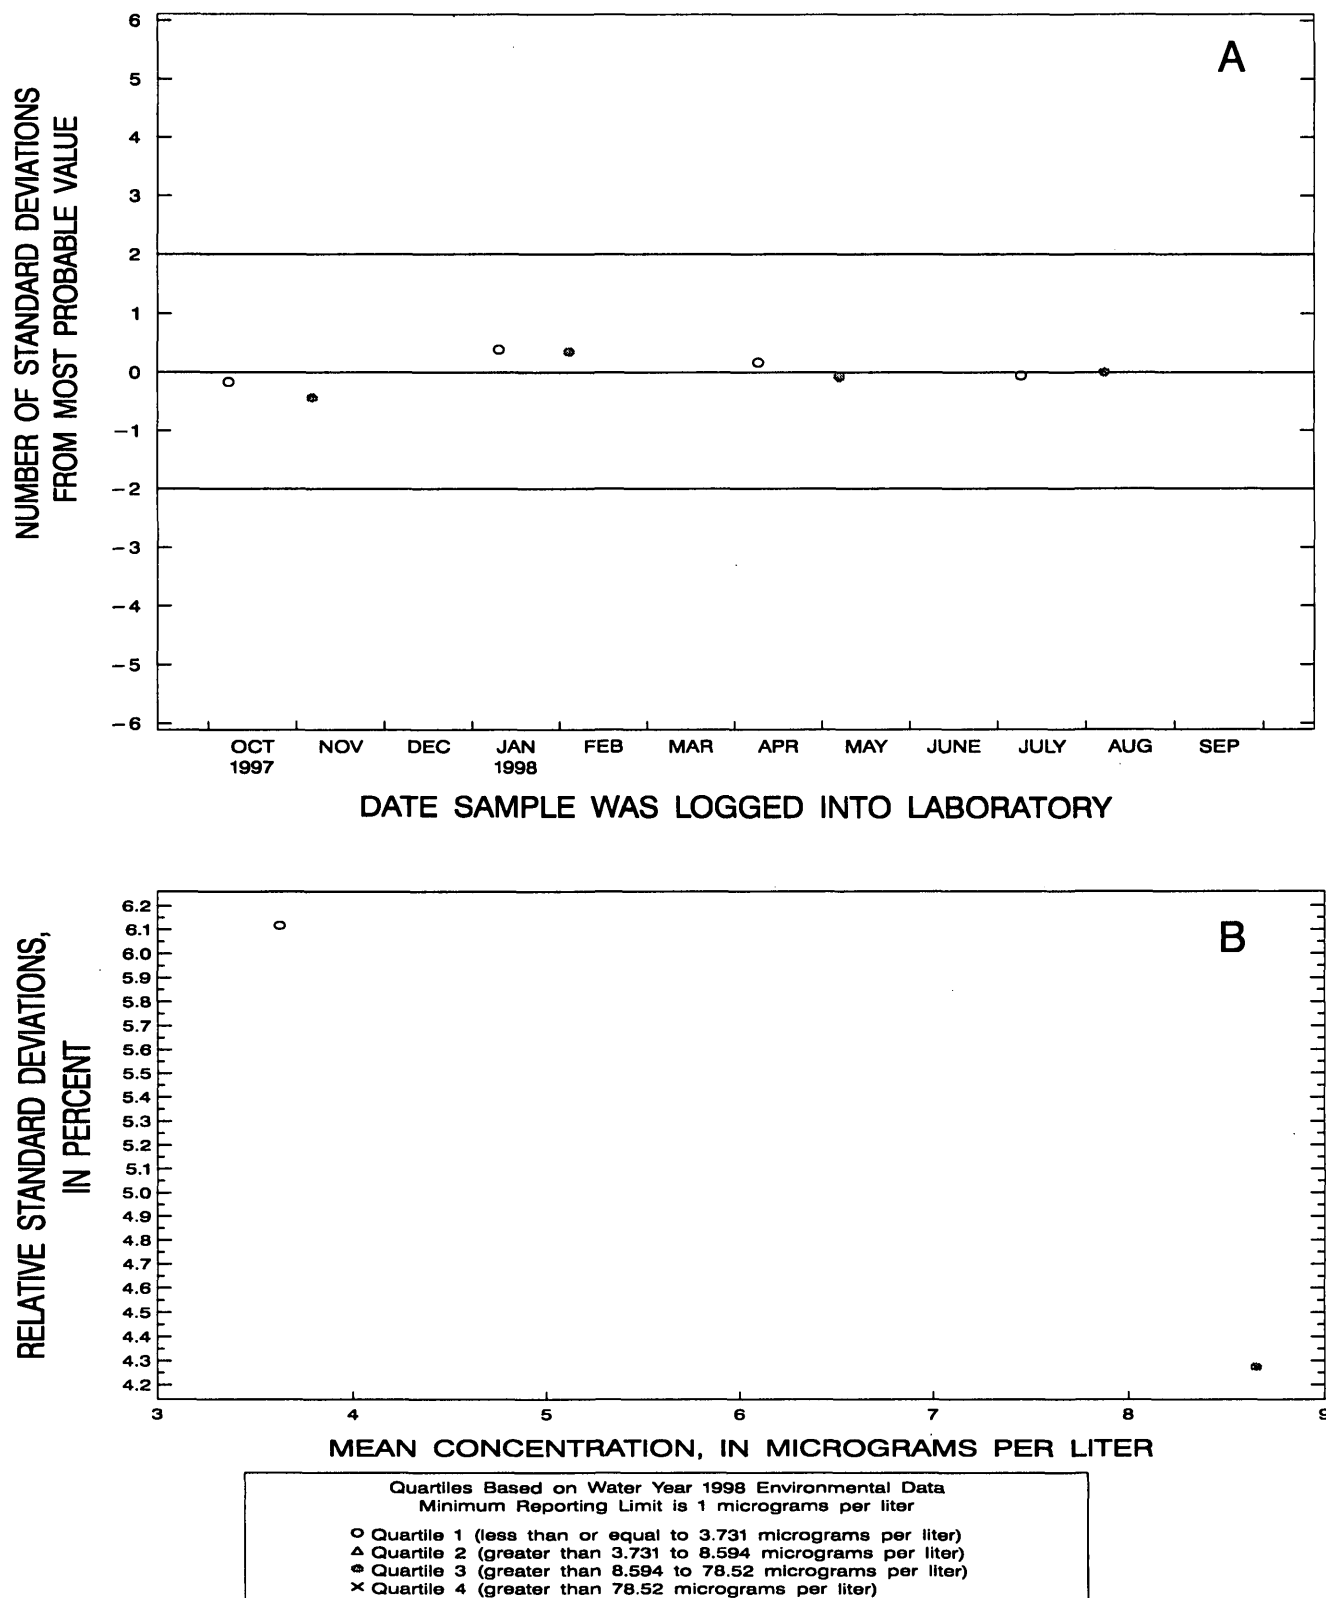 NUMBER OF STANDARD DEVIATIONS
FROM MOST PROBABLE VALUE
A
6
5
4
3
2
1
0
−1
−2
−3
−4
−5
−6
OCT NOV DEC JAN FEB MAR APR MAY JUNE JULY AUG SEP
1997 1998
DATE SAMPLE WAS LOGGED INTO LABORATORY
RELATIVE STANDARD DEVIATIONS,
IN PERCENT
B
6.2
6.1
6.0
5.9
5.8
5.7
5.6
5.5
5.4
5.3
5.2
5.1
5.0
4.9
4.8
4.7
4.6
4.5
4.4
4.3
4.2
3 4 5 6 7 8 9
MEAN CONCENTRATION, IN MICROGRAMS PER LITER
Quartiles Based on Water Year 1998 Environmental Data
Minimum Reporting Limit is 1 micrograms per liter
Quartile 1 (less than or equal to 3.731 micrograms per liter)
Quartile 2 (greater than 3.731 to 8.594 micrograms per liter)
Quartile 3 (greater than 8.594 to 78.52 micrograms per liter)
Quartile 4 (greater than 78.52 micrograms per liter)